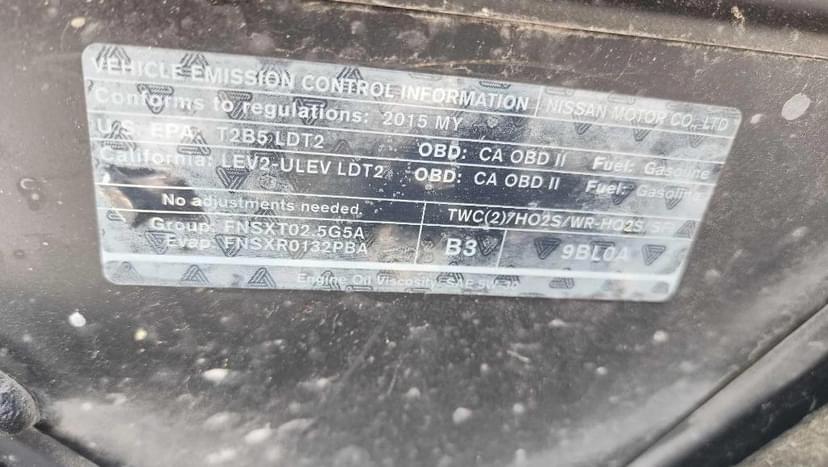 VEHICLE EMISSION CONTROL INFORMATION NISSAN MOTOR CO., LTD
Conforms to regulations: 2015 MY
U.S. EPA: T2B5 LDT2 OBD: CA OBD II Fuel: Gasoline
California: LEV2-ULEV LDT2 OBD: CA OBD II Fuel: Gasoline
No adjustments needed. TWC(2)/HO2S/WR-HO2S/SFI
Group: FNSXT02.5G5A
Evap: FNSXR0132PBA B3 9BL0A
Engine Oil Viscosity: SAE 5W-30